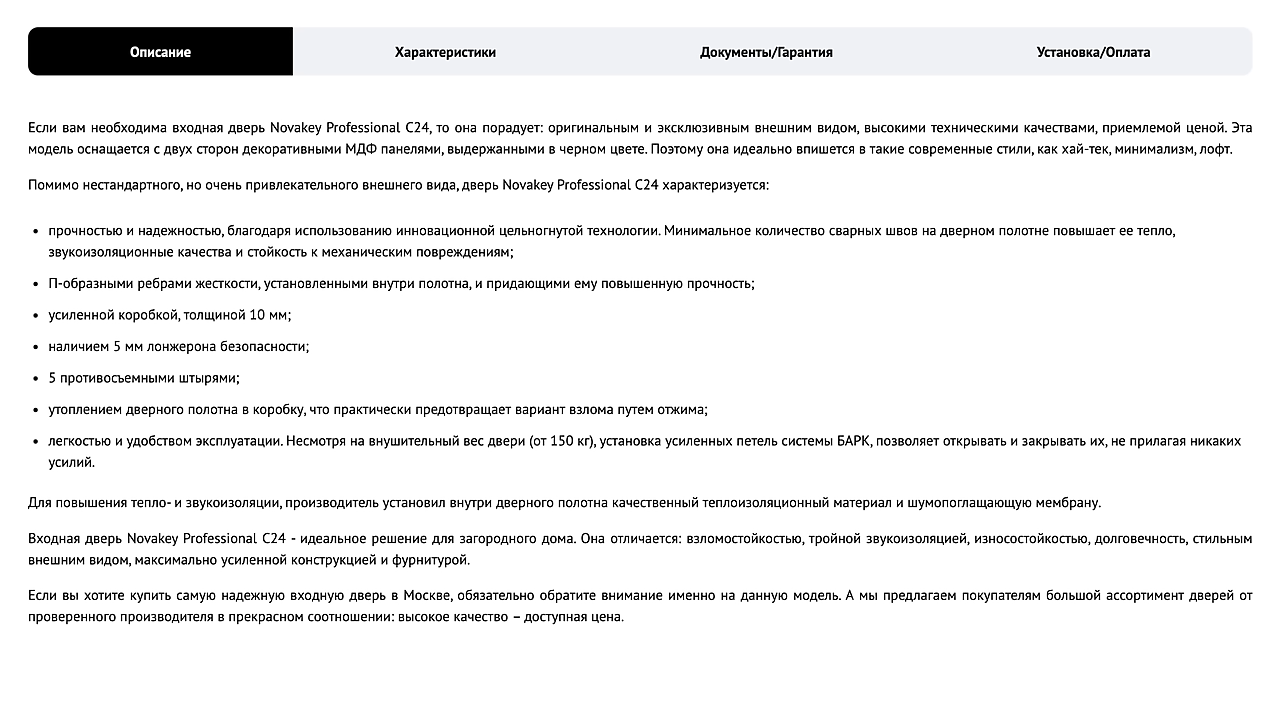 Описание
Характеристики
Документы/Гарантия
Установка/Оплата
Если вам необходима входная дверь Novakey Professional C24, то она порадует: оригинальным и эксклюзивным внешним видом, высокими техническими качествами, приемлемой ценой. Эта
модель оснащается с двух сторон декоративными МДФ панелями, выдержанными в черном цвете. Поэтому она идеально впишется в такие современные стили, как хай-тек, минимализм, лофт.
Помимо нестандартного, но очень привлекательного внешнего вида, дверь Novakey Professional C24 характеризуется:
• прочностью и надежностью, благодаря использованию инновационной цельногнутой технологии. Минимальное количество сварных швов на дверном полотне повышает ее тепло,
звукоизоляционные качества и стойкость к механическим повреждениям;
• П-образными ребрами жесткости, установленными внутри полотна, и придающими ему повышенную прочность;
• усиленной коробкой, толщиной 10 мм;
• наличием 5 мм лонжерона безопасности;
• 5 противосъемными штырями;
• утоплением дверного полотна в коробку, что практически предотвращает вариант взлома путем отжима;
• легкостью и удобством эксплуатации. Несмотря на внушительный вес двери (от 150 кг), установка усиленных петель системы БАРК, позволяет открывать и закрывать их, не прилагая никаких
усилий.
Для повышения тепло- и звукоизоляции, производитель установил внутри дверного полотна качественный теплоизоляционный материал и шумопоглащающую мембрану.
Входная дверь Novakey Professional C24 - идеальное решение для загородного дома. Она отличается: взломостойкостью, тройной звукоизоляцией, износостойкостью, долговечность, стильным
внешним видом, максимально усиленной конструкцией и фурнитурой.
Если вы хотите купить самую надежную входную дверь в Москве, обязательно обратите внимание именно на данную модель. А мы предлагаем покупателям большой ассортимент дверей от
проверенного производителя в прекрасном соотношении: высокое качество – доступная цена.